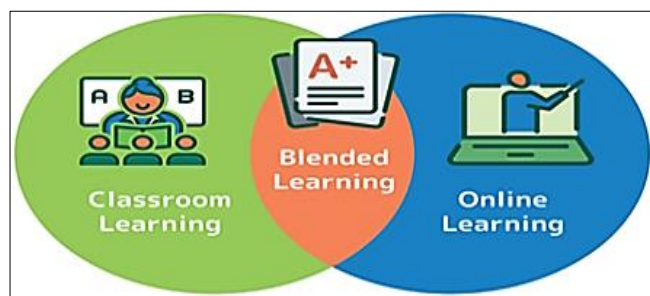 A B
A+
Blended
Learning
Classroom
Learning
Online
Learning